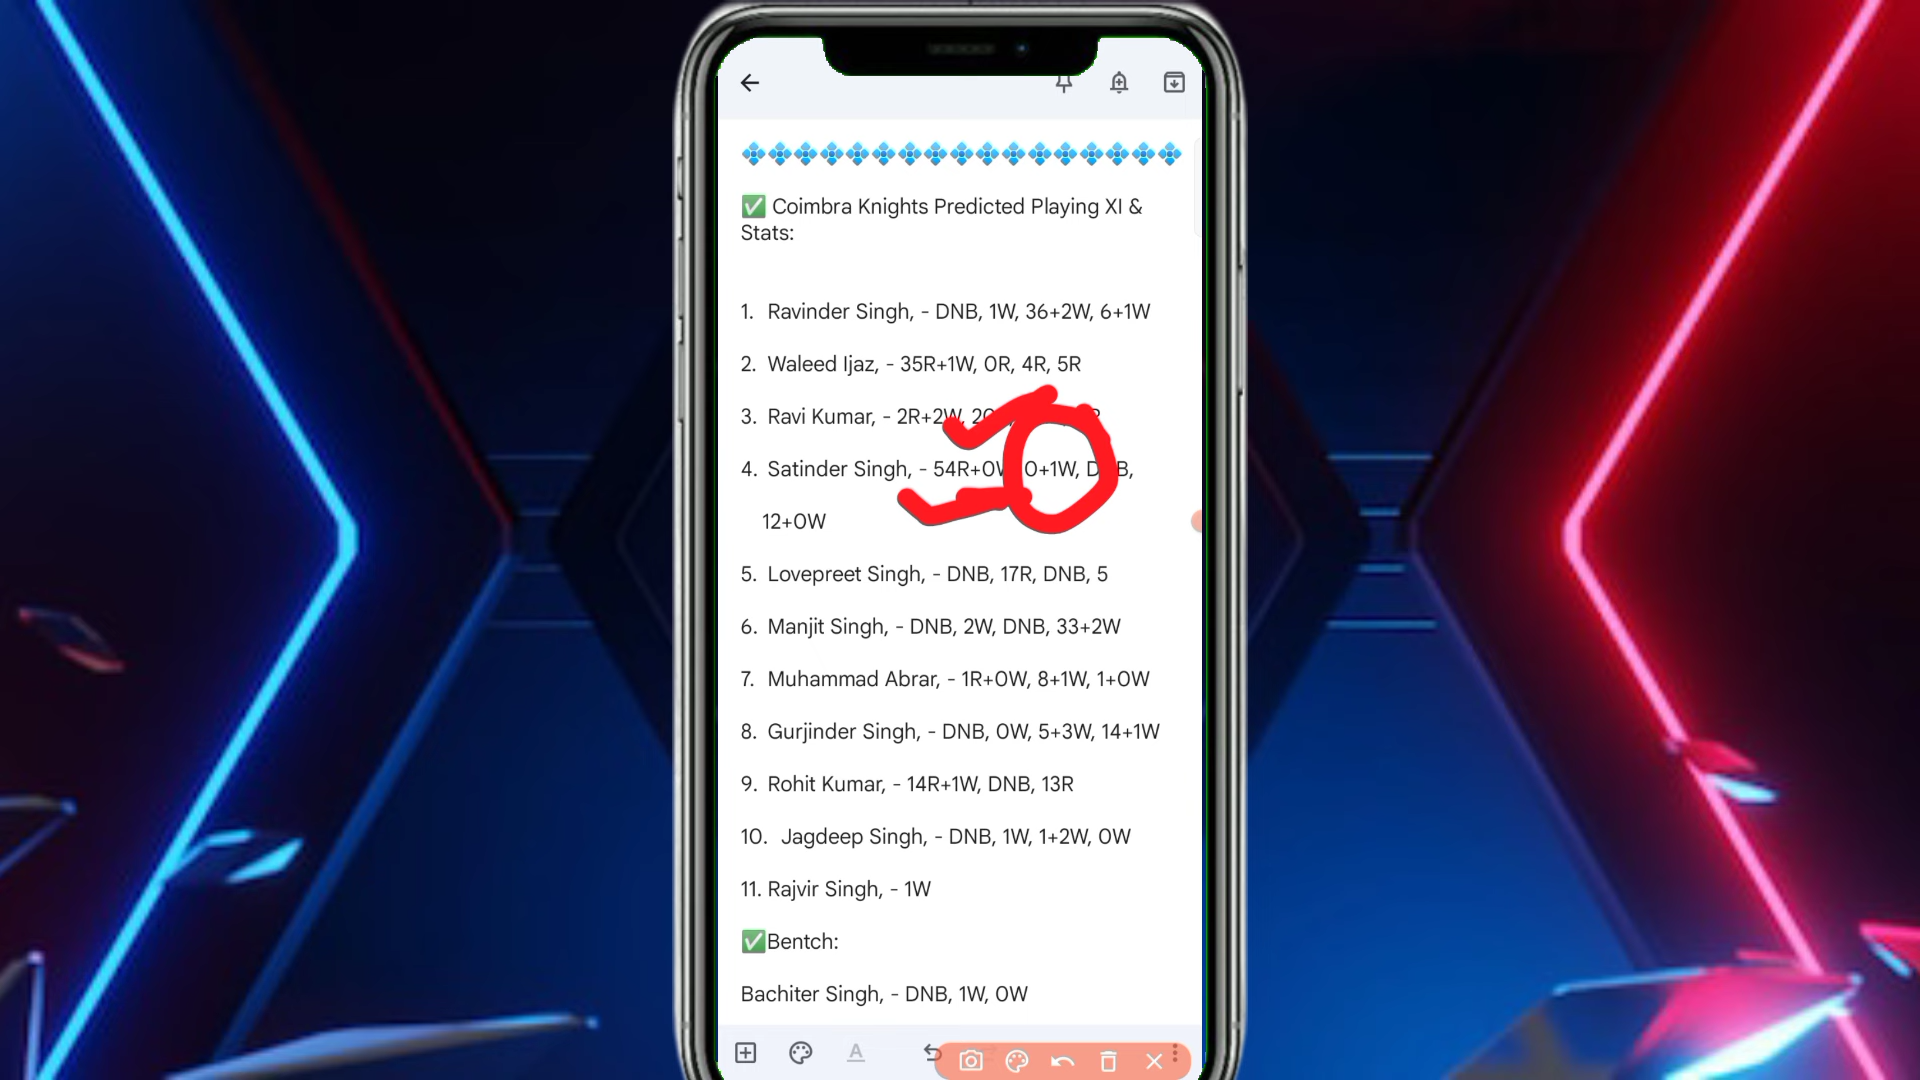 ✅ Coimbra Knights Predicted Playing XI &
Stats:
1. Ravinder Singh, - DNB, 1W, 36+2W, 6+1W
2. Waleed Ijaz, - 35R+1W, 0R, 4R, 5R
3. Ravi Kumar, - 2R+2W,
4. Satinder Singh, - 54R+0W, 0+1W, DNB,
12+0W
5. Lovepreet Singh, - DNB, 17R, DNB, 5
6. Manjit Singh, - DNB, 2W, DNB, 33+2W
7. Muhammad Abrar, - 1R+0W, 8+1W, 1+0W
8. Gurjinder Singh, - DNB, 0W, 5+3W, 14+1W
9. Rohit Kumar, - 14R+1W, DNB, 13R
10. Jagdeep Singh, - DNB, 1W, 1+2W, 0W
11. Rajvir Singh, - 1W
✅Bentch:
Bachiter Singh, - DNB, 1W, 0W